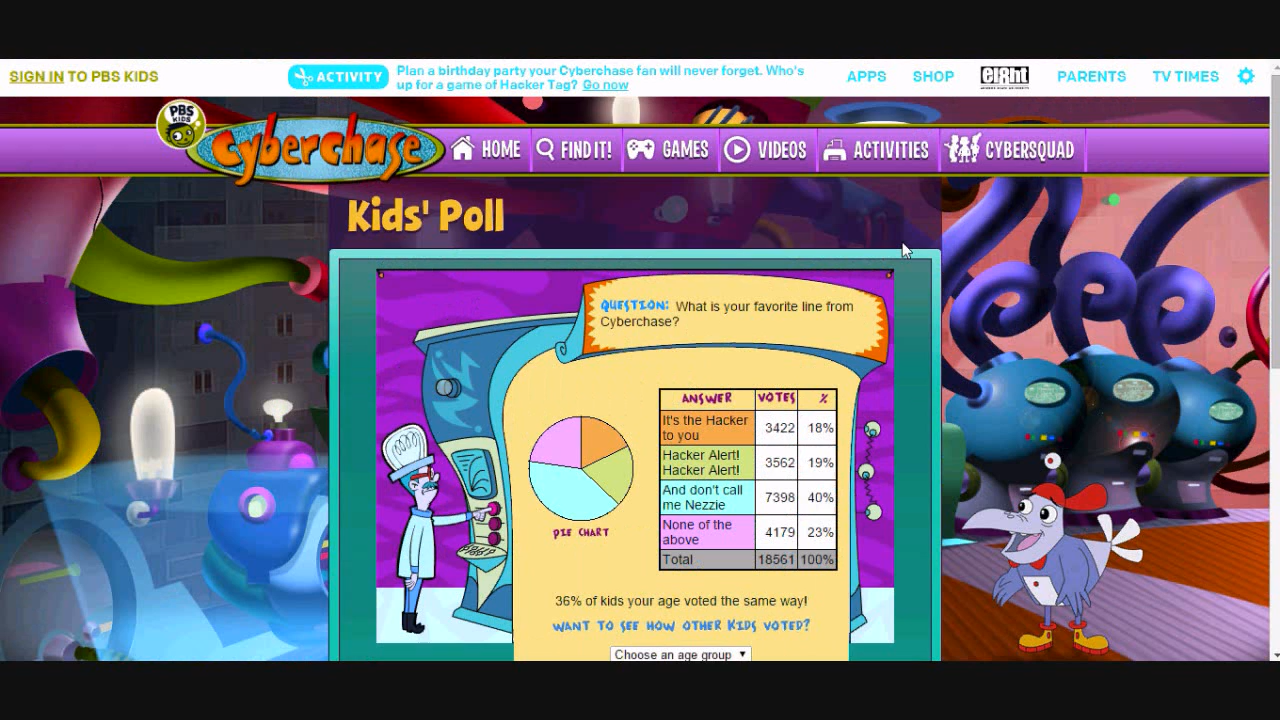 SIGN IN TO PBS KIDS
ACTIVITY
Plan a birthday party your Cyberchase fan will never forget. Who's
up for a game of Hacker Tag? Go now
APPS SHOP eight PARENTS TV TIMES
PBS
KIDS
Cyberchase
HOME FIND IT! GAMES VIDEOS ACTIVITIES CYBERSQUAD
Kids' Poll
QUESTION: What is your favorite line from
Cyberchase?
ANSWER VOTES %
It's the Hacker
to you 3422 18%
Hacker Alert!
Hacker Alert! 3562 19%
And don't call
me Nezzie 7398 40%
None of the
above 4179 23%
Total 18561 100%
PIE CHART
36% of kids your age voted the same way!
WANT TO SEE HOW OTHER KIDS VOTED?
Choose an age group